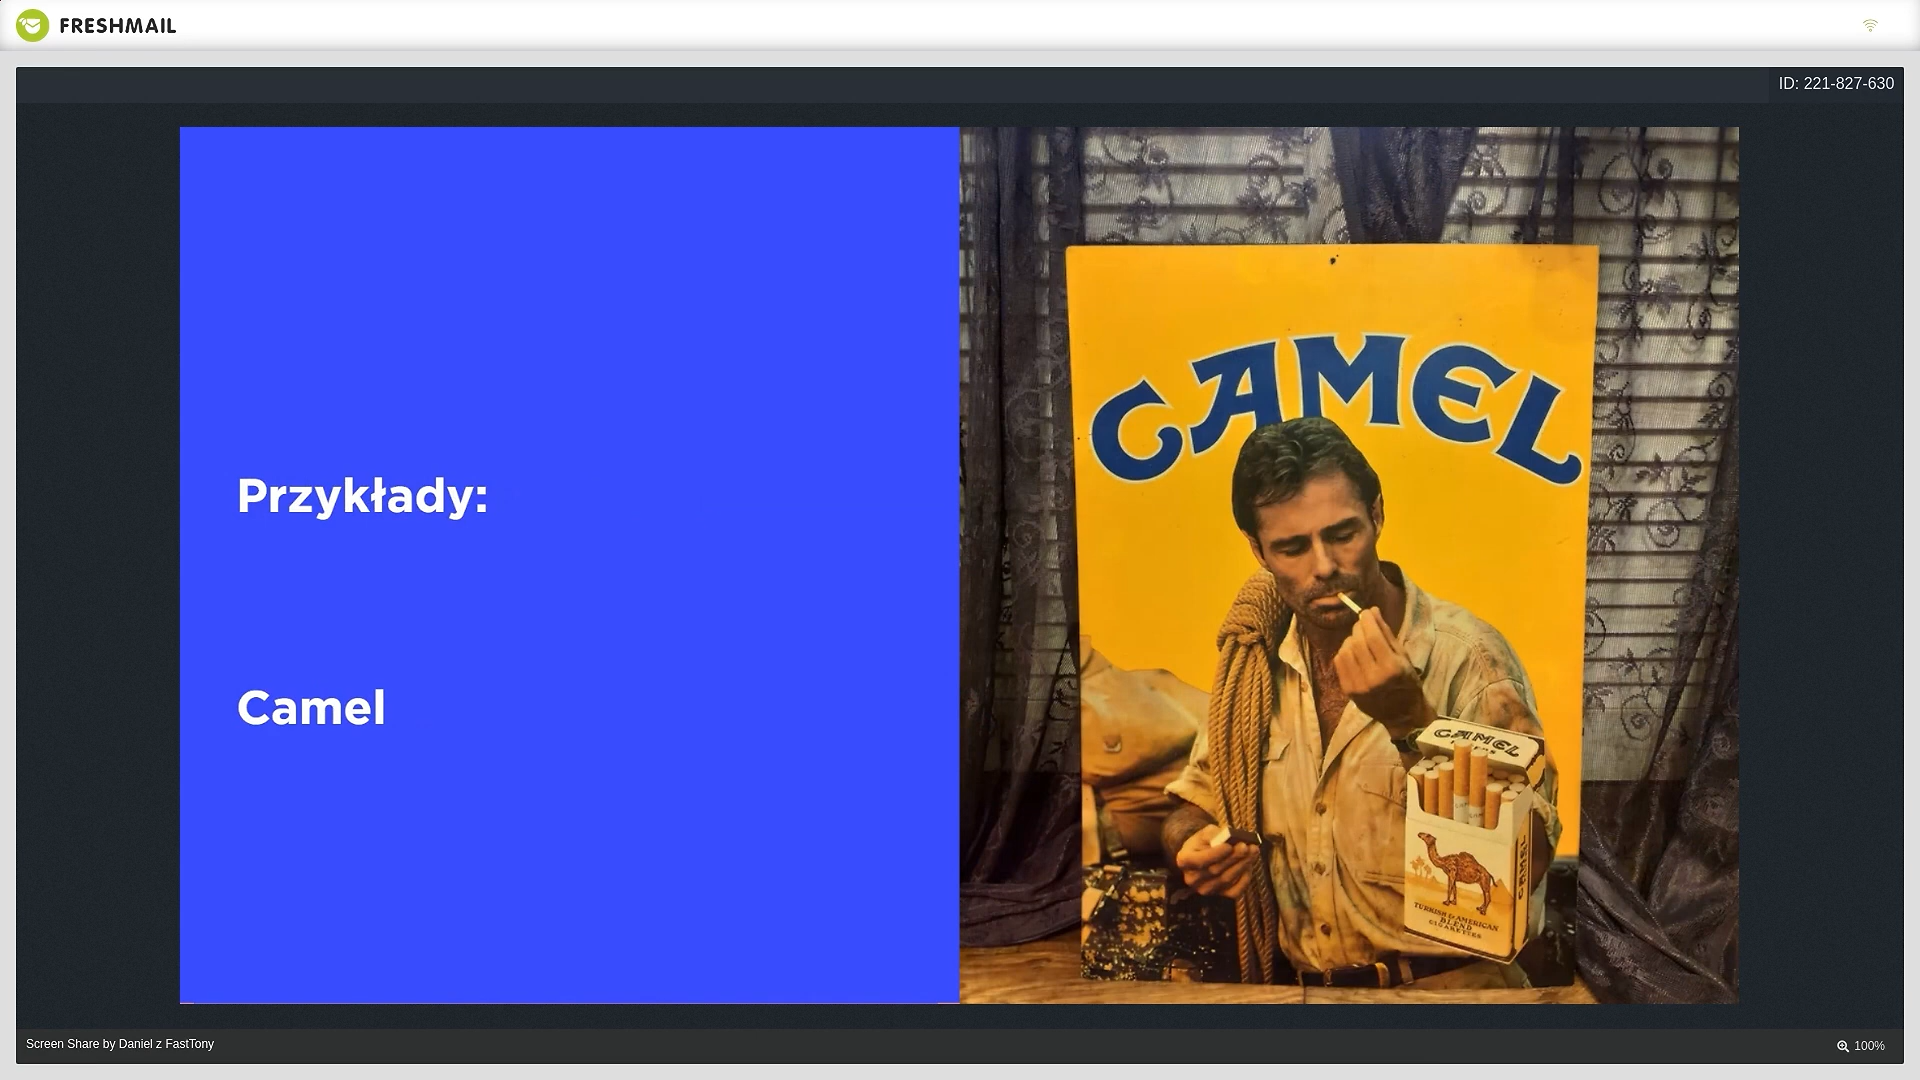 FRESHMAIL
ID: 221-827-630
Przykłady:
Camel
CAMEL
CAMEL
CAMEL
TURKISH & AMERICAN
BLEND
CIGARETTES
Screen Share by Daniel z FastTony
100%